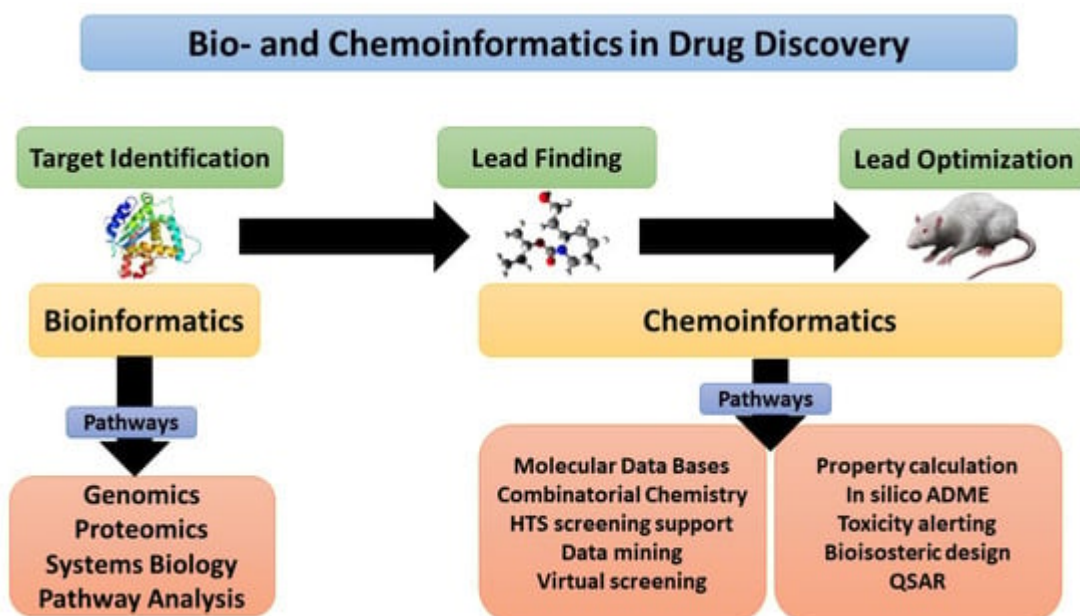 Bio- and Chemoinformatics in Drug Discovery
Target Identification
Lead Finding
Lead Optimization
Bioinformatics
Chemoinformatics
Pathways
Pathways
Genomics
Proteomics
Systems Biology
Pathway Analysis
Molecular Data Bases
Combinatorial Chemistry
HTS screening support
Data mining
Virtual screening
Property calculation
In silico ADME
Toxicity alerting
Bioisosteric design
QSAR